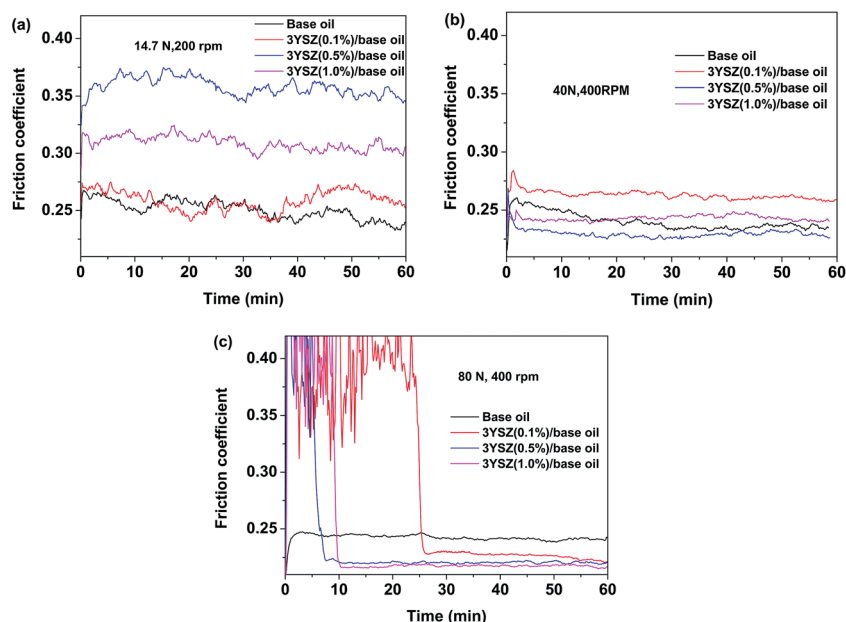 (a)
14.7 N,200 rpm
Base oil
3YSZ(0.1%)/base oil
3YSZ(0.5%)/base oil
3YSZ(1.0%)/base oil
Friction coefficient
0.40
0.35
0.30
0.25
0 10 20 30 40 50 60
Time (min)
(b)
40N,400RPM
Base oil
3YSZ(0.1%)/base oil
3YSZ(0.5%)/base oil
3YSZ(1.0%)/base oil
Friction coefficient
0.40
0.35
0.30
0.25
0 10 20 30 40 50 60
Time (min)
(c)
80 N, 400 rpm
Base oil
3YSZ(0.1%)/base oil
3YSZ(0.5%)/base oil
3YSZ(1.0%)/base oil
Friction coefficient
0.40
0.35
0.30
0.25
0 10 20 30 40 50 60
Time (min)